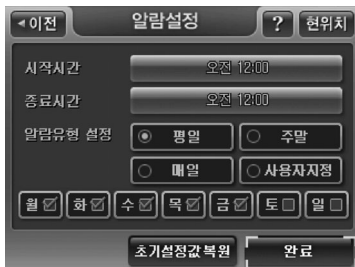 이전 알람설정 ? 현위치
시작시간 오전 12:00
종료시간 오전 12:00
알람유형 설정 평일 주말
매일 사용자지정
월 화 수 목 금 토 일
초기설정값복원 완료